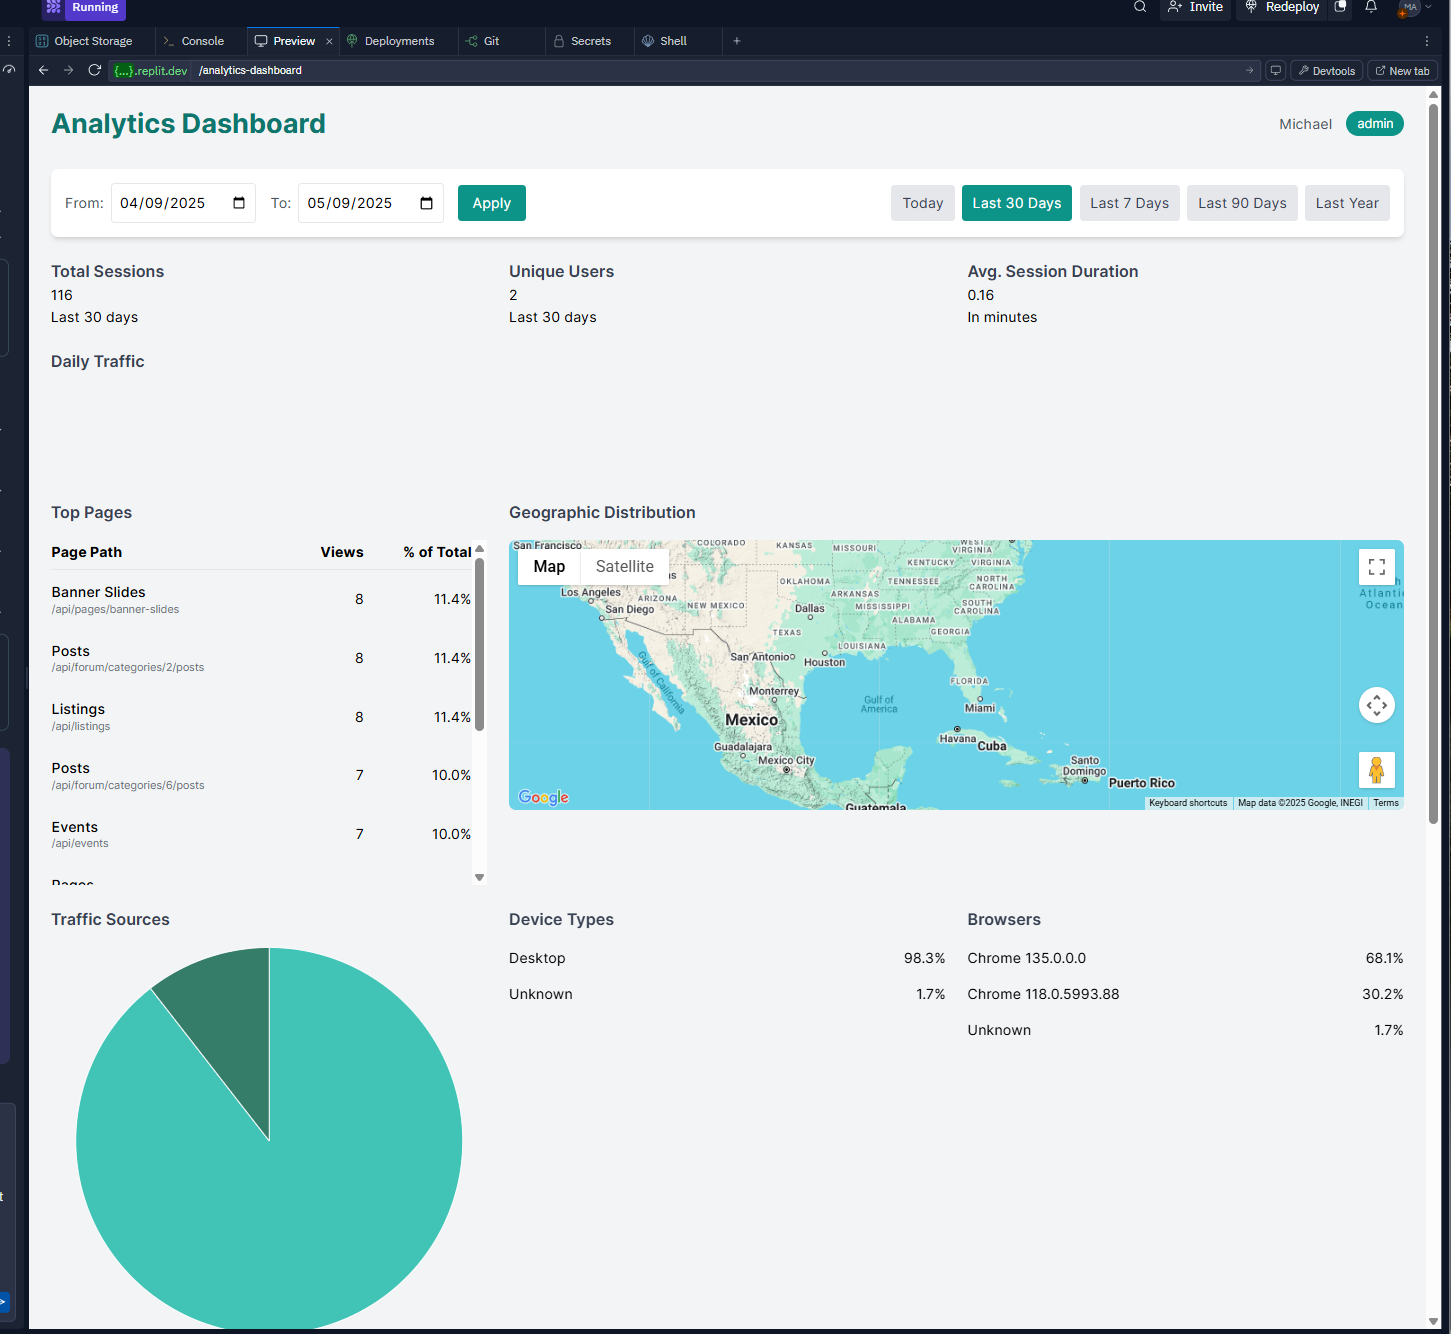 Running
Invite
Redeploy
MA
Object Storage
Console
Preview
Deployments
Git
Secrets
Shell
{...}.replit.dev
/analytics-dashboard
Devtools
New tab
Analytics Dashboard
Michael
admin
From:
04/09/2025
To:
05/09/2025
Apply
Today
Last 30 Days
Last 7 Days
Last 90 Days
Last Year
Total Sessions
116
Last 30 days
Unique Users
2
Last 30 days
Avg. Session Duration
0.16
In minutes
Daily Traffic
Top Pages
Page Path Views % of Total
Banner Slides
/api/pages/banner-slides
8 11.4%
Posts
/api/forum/categories/2/posts
8 11.4%
Listings
/api/listings
8 11.4%
Posts
/api/forum/categories/6/posts
7 10.0%
Events
/api/events
7 10.0%
Pages
Geographic Distribution
Map
Satellite
San Francisco
COLORADO
KANSAS
MISSOURI
WEST
VIRGINIA
KENTUCKY
VIRGINIA
Los Angeles
San Diego
ARIZONA
NEW MEXICO
OKLAHOMA
TENNESSEE
NORTH
CAROLINA
ARKANSAS
MISSISSIPPI
SOUTH
CAROLINA
Dallas
ALABAMA
GEORGIA
TEXAS
LOUISIANA
San Antonio
Houston
Gulf of California
Monterrey
Mexico
Gulf of
America
FLORIDA
Miami
Guadalajara
Mexico City
Havana
Cuba
Santo
Domingo
Puerto Rico
Guatemala
Atlantic
Ocean
Google
Keyboard shortcuts
Map data ©2025 Google, INEGI
Terms
Traffic Sources
Device Types
Desktop 98.3%
Unknown 1.7%
Browsers
Chrome 135.0.0.0 68.1%
Chrome 118.0.5993.88 30.2%
Unknown 1.7%